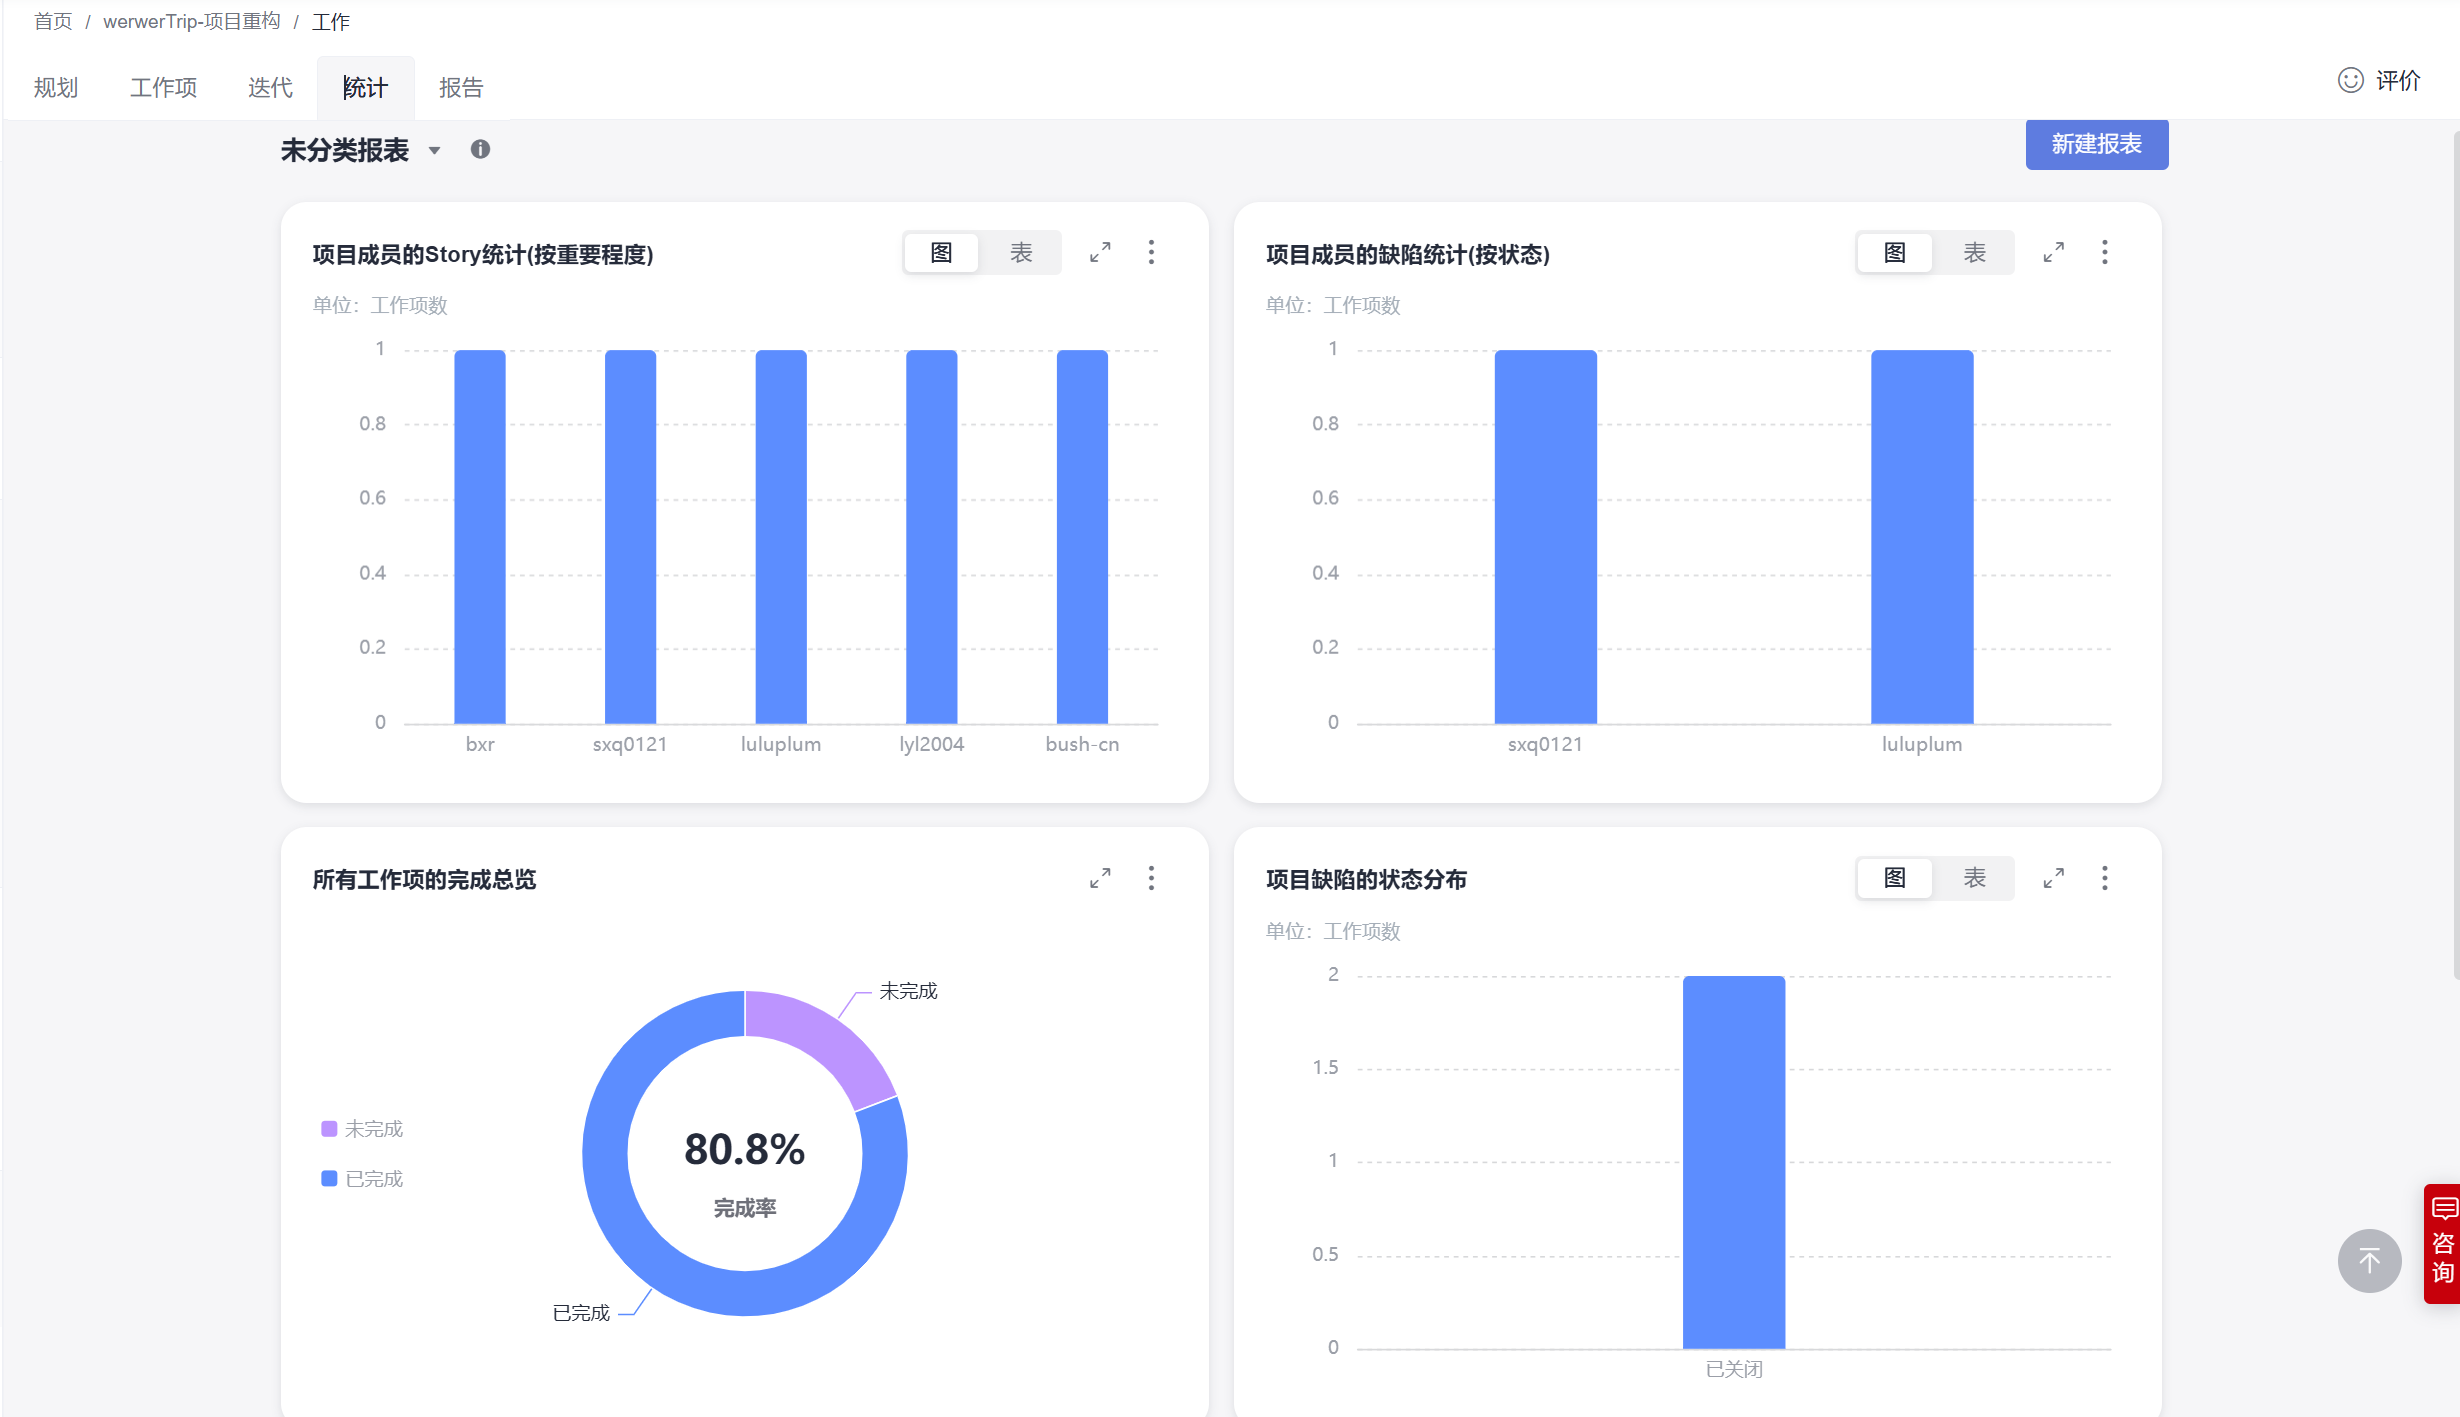 首页 / werwerTrip-项目重构 / 工作
规划 工作项 迭代 统计 报告
评价
未分类报表
新建报表
项目成员的Story统计(按重要程度)
图 表
单位：工作项数
1
0.8
0.6
0.4
0.2
0
bxr sxq0121 luluplum lyl2004 bush-cn
项目成员的缺陷统计(按状态)
图 表
单位：工作项数
1
0.8
0.6
0.4
0.2
0
sxq0121 luluplum
所有工作项的完成总览
未完成
未完成
已完成
80.8%
完成率
已完成
项目缺陷的状态分布
图 表
单位：工作项数
2
1.5
1
0.5
0
已关闭
咨询